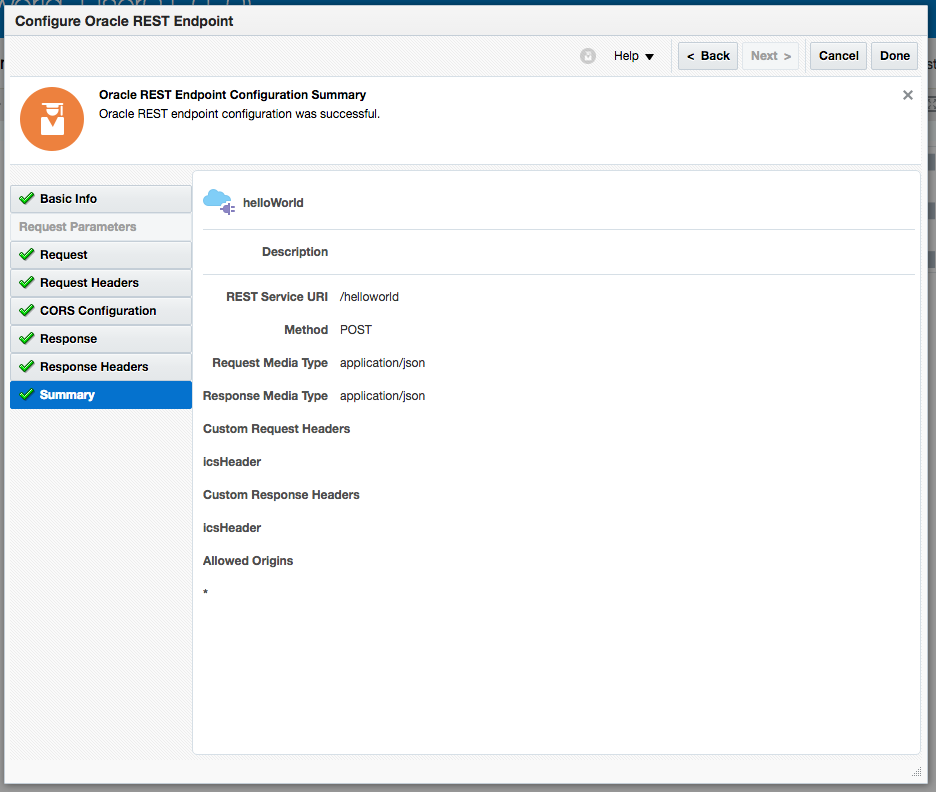 Configure Oracle REST Endpoint
Help
< Back
Next >
Cancel
Done
Oracle REST Endpoint Configuration Summary
Oracle REST endpoint configuration was successful.
Basic Info
Request Parameters
Request
Request Headers
CORS Configuration
Response
Response Headers
Summary
helloWorld
Description
REST Service URI /helloworld
Method POST
Request Media Type application/json
Response Media Type application/json
Custom Request Headers
icsHeader
Custom Response Headers
icsHeader
Allowed Origins
*